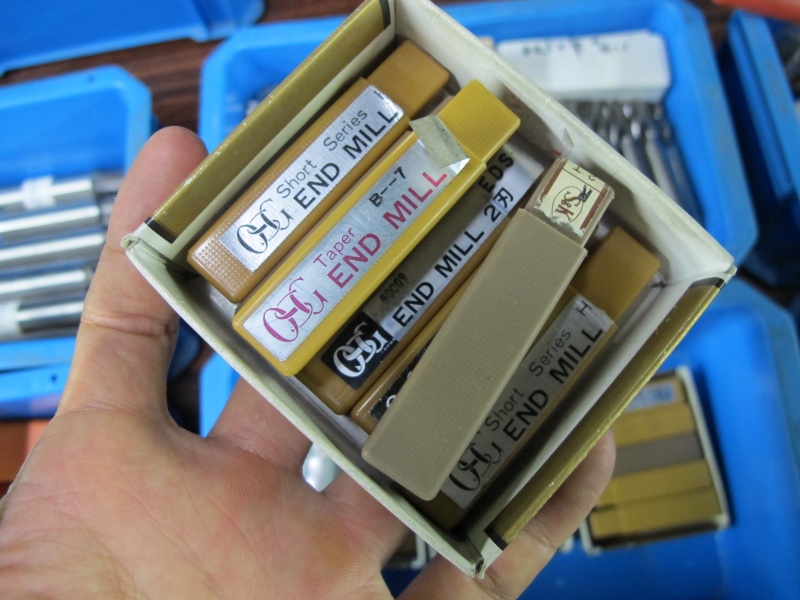 OSG
Short Series
END MILL
OSG
Taper B--7
END MILL
EDS
60009
OSG
END MILL 2刃
S&K
H
OSG
Short Series H
END MILL